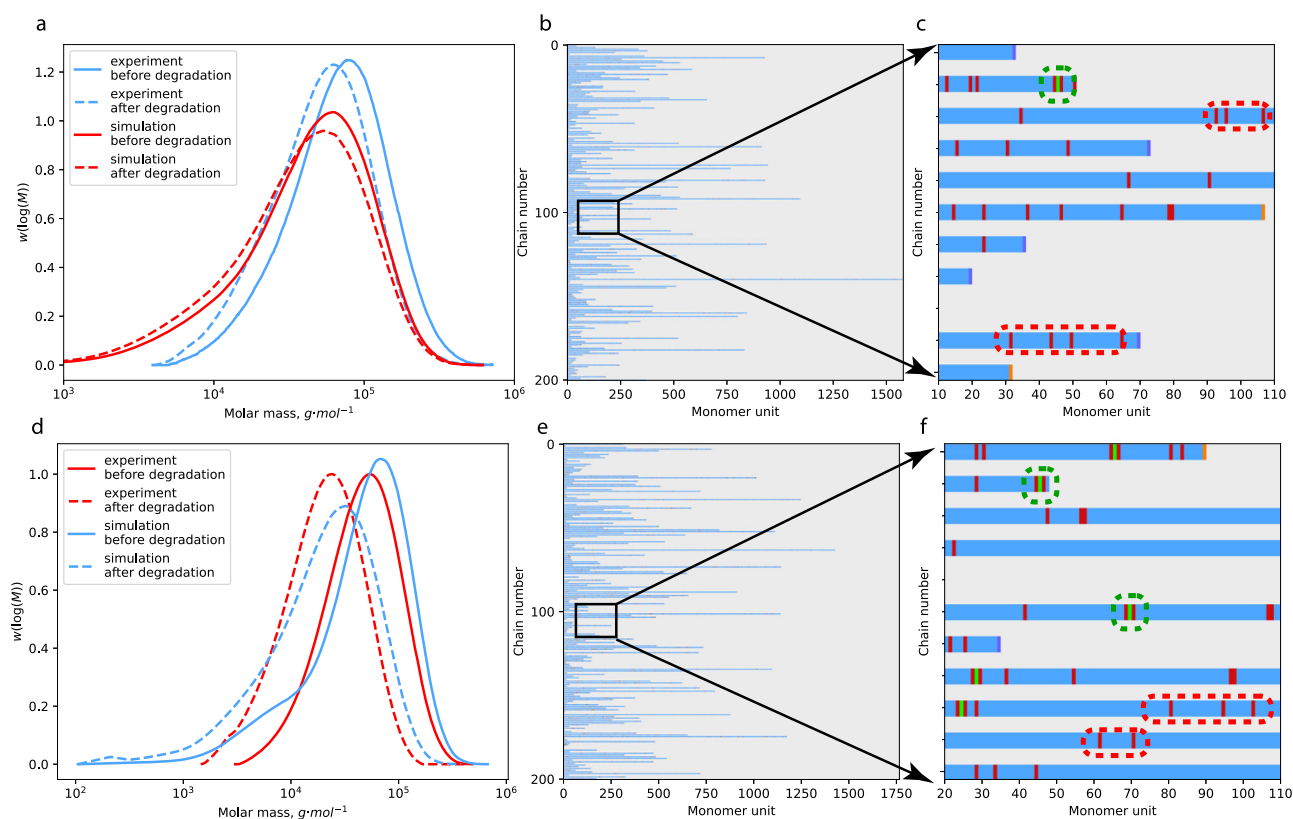 a
1.2
1.0
0.8
0.6
0.4
0.2
0.0
w(log(M))
experiment
before degradation
experiment
after degradation
simulation
before degradation
simulation
after degradation
10³
10⁴
10⁵
10⁶
Molar mass, g·mol⁻¹
b
0
100
200
Chain number
0
250
500
750
1000
1250
1500
Monomer unit
c
Chain number
10
20
30
40
50
60
70
80
90
100
110
Monomer unit
d
1.0
0.8
0.6
0.4
0.2
0.0
w(log(M))
experiment
before degradation
experiment
after degradation
simulation
before degradation
simulation
after degradation
10²
10³
10⁴
10⁵
10⁶
Molar mass, g·mol⁻¹
e
0
100
200
Chain number
0
250
500
750
1000
1250
1500
1750
Monomer unit
f
Chain number
20
30
40
50
60
70
80
90
100
110
Monomer unit